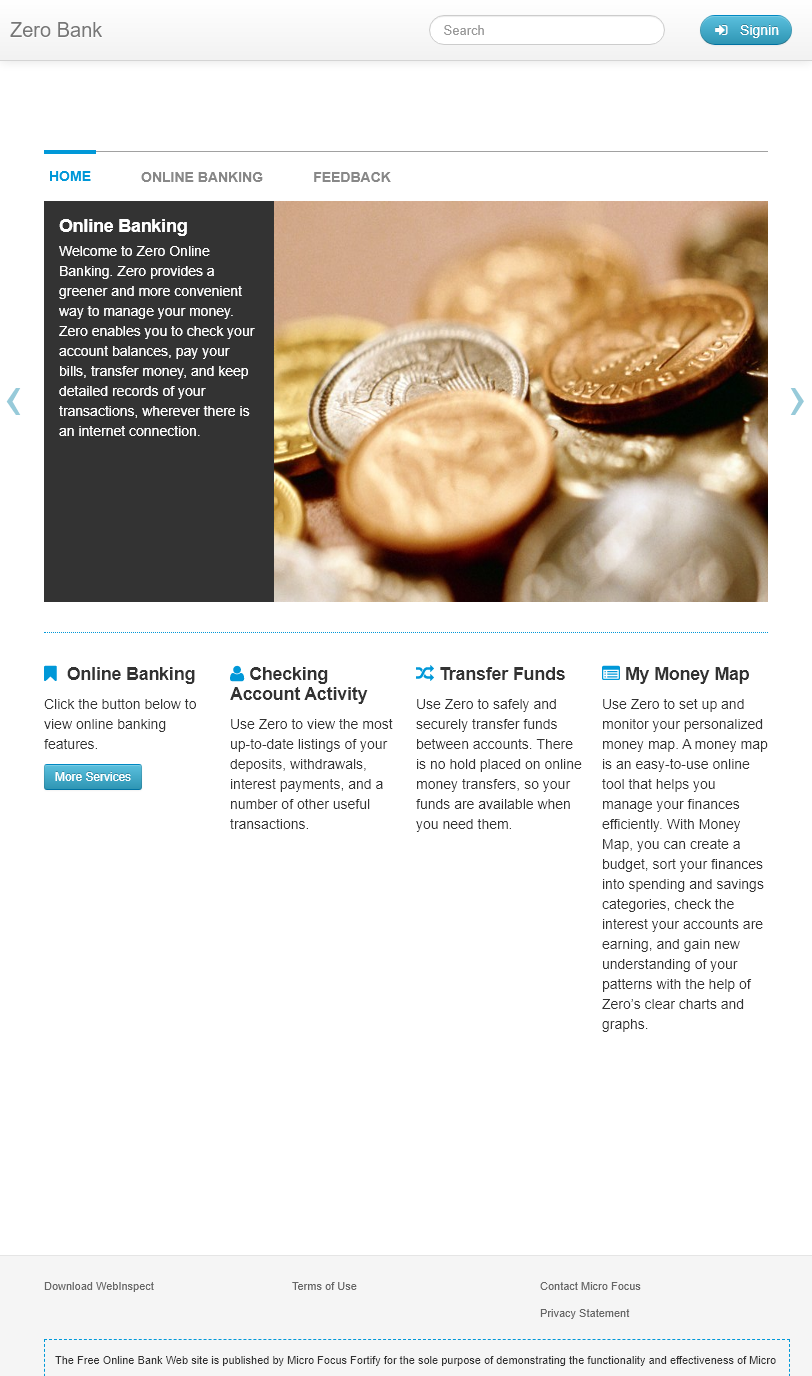 Zero Bank
Search
Signin
HOME
ONLINE BANKING
FEEDBACK
Online Banking
Welcome to Zero Online
Banking. Zero provides a
greener and more convenient
way to manage your money.
Zero enables you to check your
account balances, pay your
bills, transfer money, and keep
detailed records of your
transactions, wherever there is
an internet connection.
Online Banking
Click the button below to
view online banking
features.
More Services
Checking
Account Activity
Use Zero to view the most
up-to-date listings of your
deposits, withdrawals,
interest payments, and a
number of other useful
transactions.
Transfer Funds
Use Zero to safely and
securely transfer funds
between accounts. There
is no hold placed on online
money transfers, so your
funds are available when
you need them.
My Money Map
Use Zero to set up and
monitor your personalized
money map. A money map
is an easy-to-use online
tool that helps you
manage your finances
efficiently. With Money
Map, you can create a
budget, sort your finances
into spending and savings
categories, check the
interest your accounts are
earning, and gain new
understanding of your
patterns with the help of
Zero’s clear charts and
graphs.
Download WebInspect
Terms of Use
Contact Micro Focus
Privacy Statement
The Free Online Bank Web site is published by Micro Focus Fortify for the sole purpose of demonstrating the functionality and effectiveness of Micro